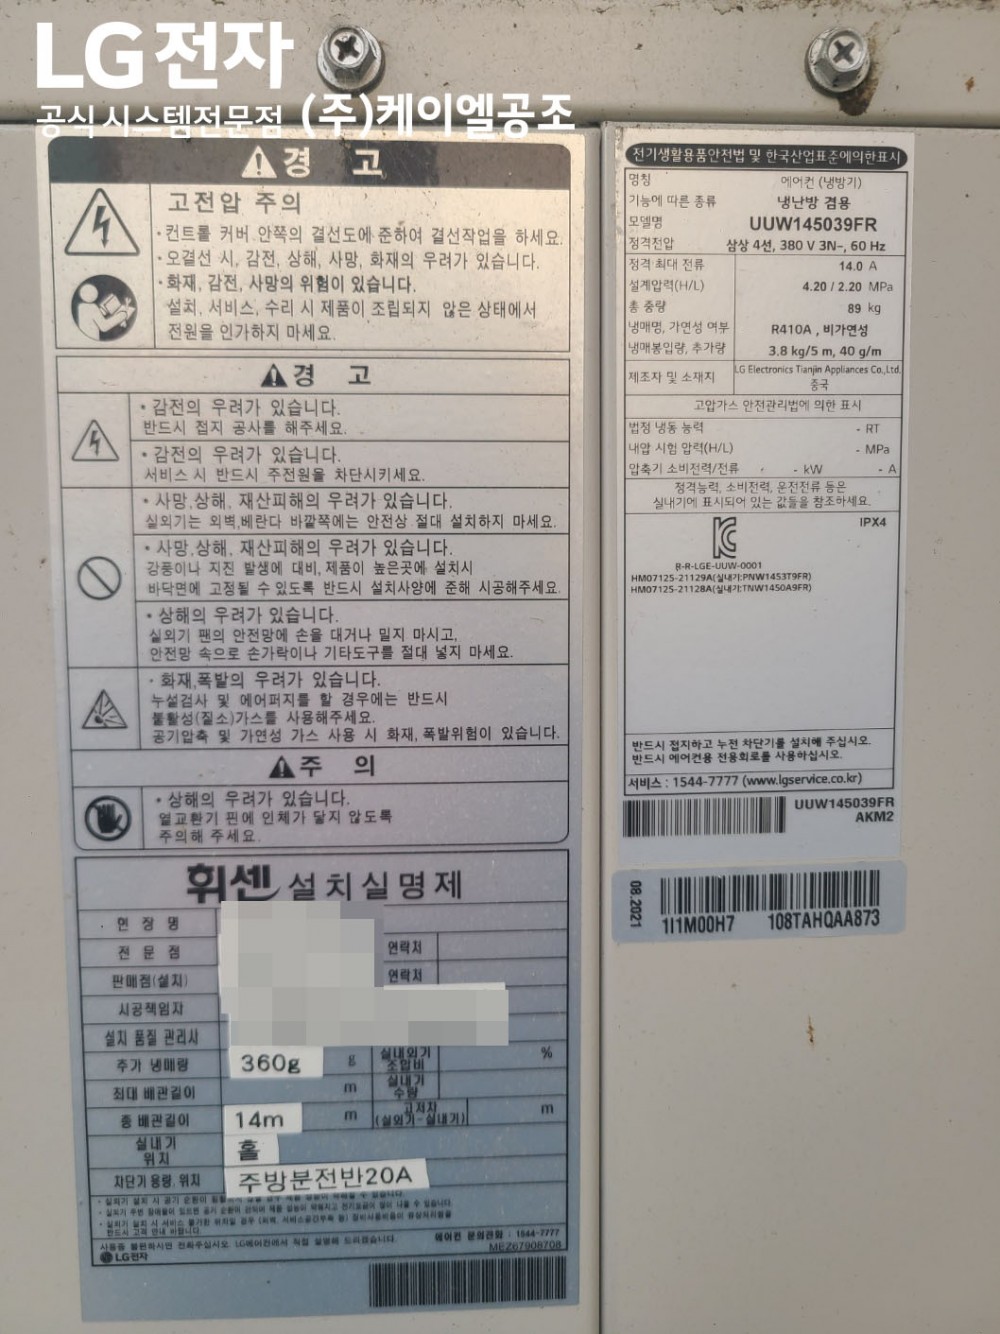 LG전자
공식 시스템전문점 (주)케이엘공조
경 고
고전압 주의
·컨트롤 커버 안쪽의 결선도에 준하여 결선작업을 하세요.
·오결선 시, 감전, 상해, 사망, 화재의 우려가 있습니다.
·화재, 감전, 사망의 위험이 있습니다.
설치, 서비스, 수리 시 제품이 조립되지 않은 상태에서
전원을 인가하지 마세요.
경 고
• 감전의 우려가 있습니다.
반드시 접지 공사를 해주세요.
• 감전의 우려가 있습니다.
서비스 시 반드시 주전원을 차단시키세요.
• 사망,상해, 재산피해의 우려가 있습니다.
실외기는 외벽,베란다 바깥쪽에는 안전상 절대 설치하지 마세요.
• 사망,상해, 재산피해의 우려가 있습니다.
강풍이나 지진 발생에 대비, 제품이 높은곳에 설치시
바닥면에 고정될 수 있도록 반드시 설치사양에 준해 시공해주세요.
• 상해의 우려가 있습니다.
실외기 팬의 안전망에 손을 대거나 밀지 마시고,
안전망 속으로 손가락이나 기타도구를 절대 넣지 마세요.
• 화재,폭발의 우려가 있습니다.
누설검사 및 에어퍼지를 할 경우에는 반드시
불활성(질소)가스를 사용해주세요.
공기압축 및 가연성 가스 사용 시 화재, 폭발위험이 있습니다.
주 의
• 상해의 우려가 있습니다.
열교환기 핀에 인체가 닿지 않도록
주의해 주세요.
휘센 설치실명제
현 장 명
전 문 점 연락처
판매점(설치) 연락처
시공책임자
설치 품질 관리사
추가 냉매량 360g g 실내외기 조합비 %
최대 배관길이 m 실내기 수량
총 배관길이 14m m 고저차 (실외기-실내기) m
실내기 위치 홀
차단기 용량, 위치 주방분전반20A
사용중 불편하시면 전화주십시오. LG에어컨에서 직접 설명해 드리겠습니다.
에어컨 문의전화 : 1544-7777
LG전자 MEZ67908708
전기생활용품안전법 및 한국산업표준에의한표시
명칭 에어컨 (냉방기)
기능에 따른 종류 냉난방 겸용
모델명 UUW145039FR
정격전압 삼상 4선, 380 V 3N~, 60 Hz
정격 최대 전류 14.0 A
설계압력(H/L) 4.20 / 2.20 MPa
총 중량 89 kg
냉매명, 가연성 여부 R410A , 비가연성
냉매봉입량, 추가량 3.8 kg/5 m, 40 g/m
제조자 및 소재지 LG Electronics Tianjin Appliances Co.,Ltd.
중국
고압가스 안전관리법에 의한 표시
법정 냉동 능력 - RT
내압 시험 압력(H/L) - MPa
압축기 소비전력/전류 - kW - A
정격능력, 소비전력, 운전전류 등은
실내기에 표시되어 있는 값들을 참조하세요.
IPX4
R-R-LGE-UUW-0001
HM07125-21129A(실내기:PNW1453T9FR)
HM07125-21128A(실내기:TNW1450A9FR)
반드시 접지하고 누전 차단기를 설치해 주십시오.
반드시 에어컨용 전용회로를 사용하십시오.
서비스 : 1544-7777 (www.lgservice.co.kr)
UUW145039FR
AKM2
08.2021
1I1M00H7 108TAHQAA873